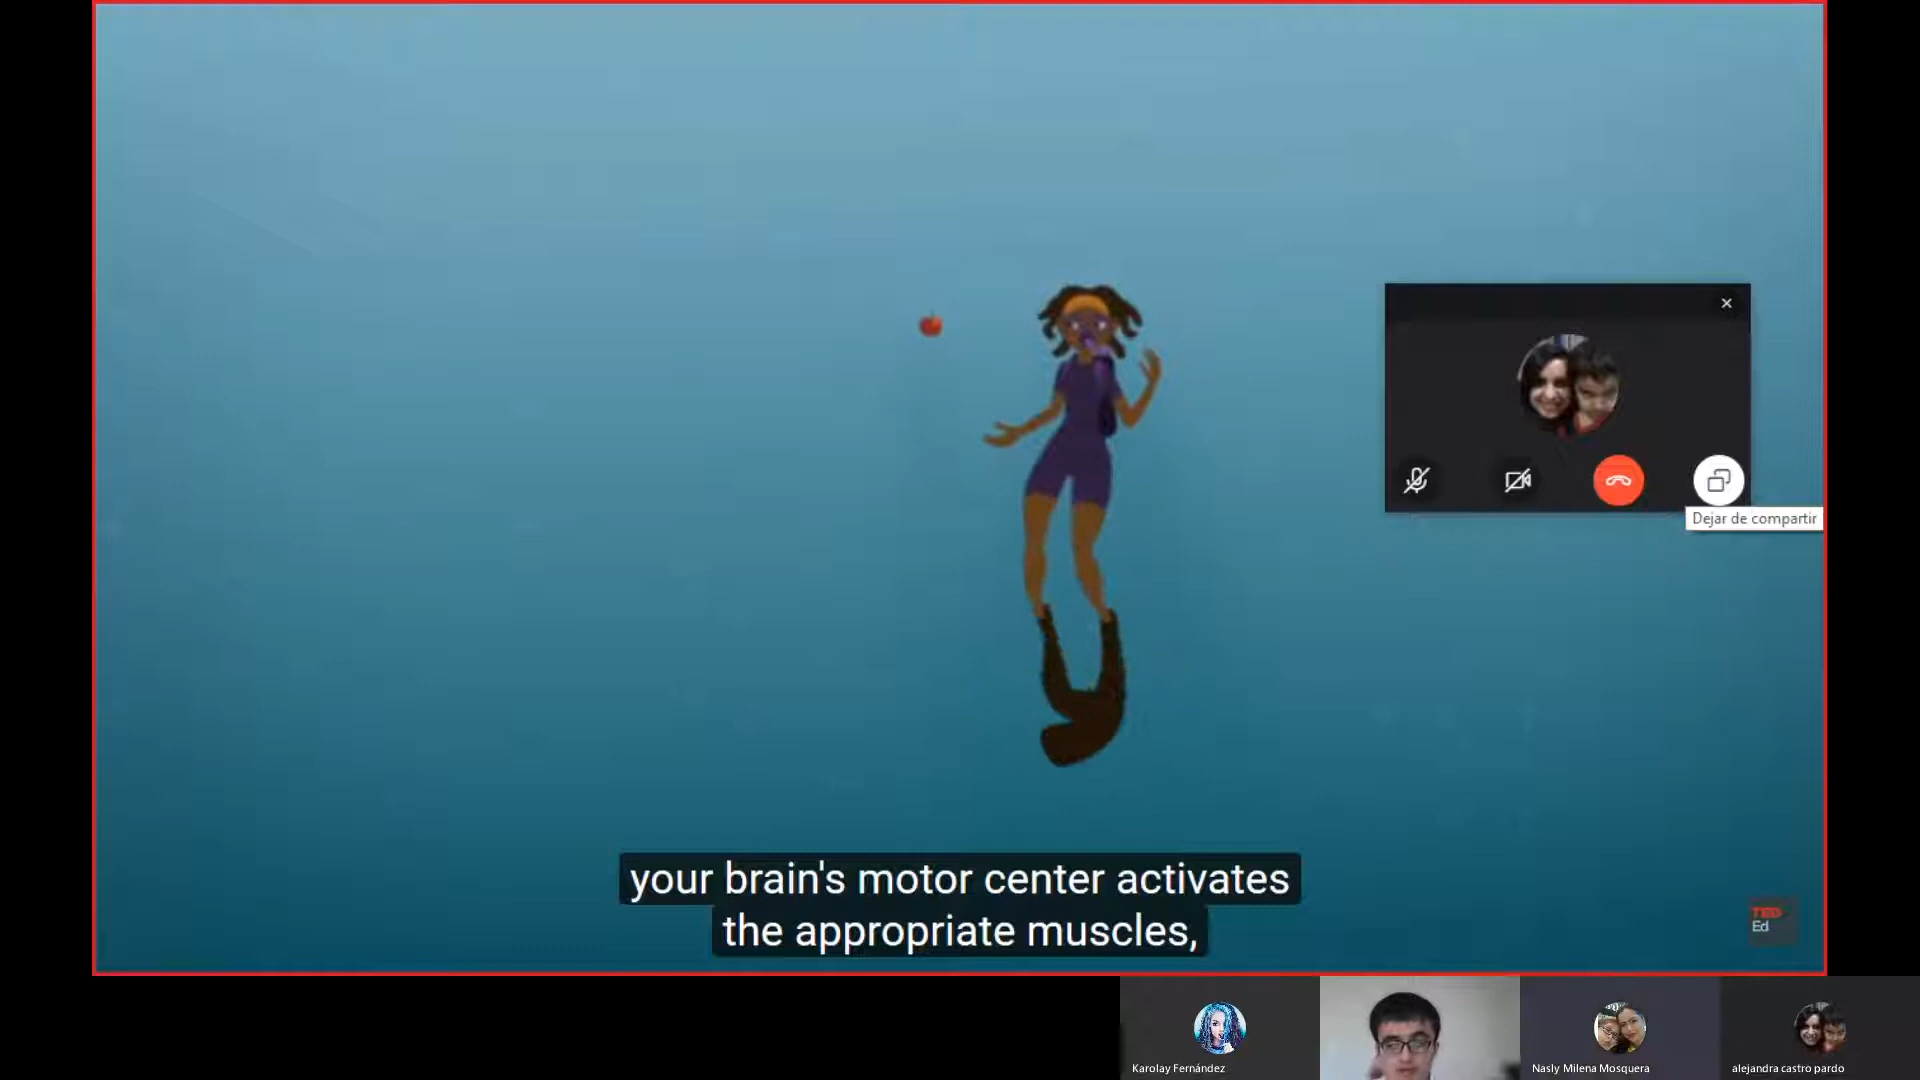 Dejar de compartir
your brain's motor center activates
the appropriate muscles,
TED
Ed
Karolay Fernández
Nasly Milena Mosquera
alejandra castro pardo